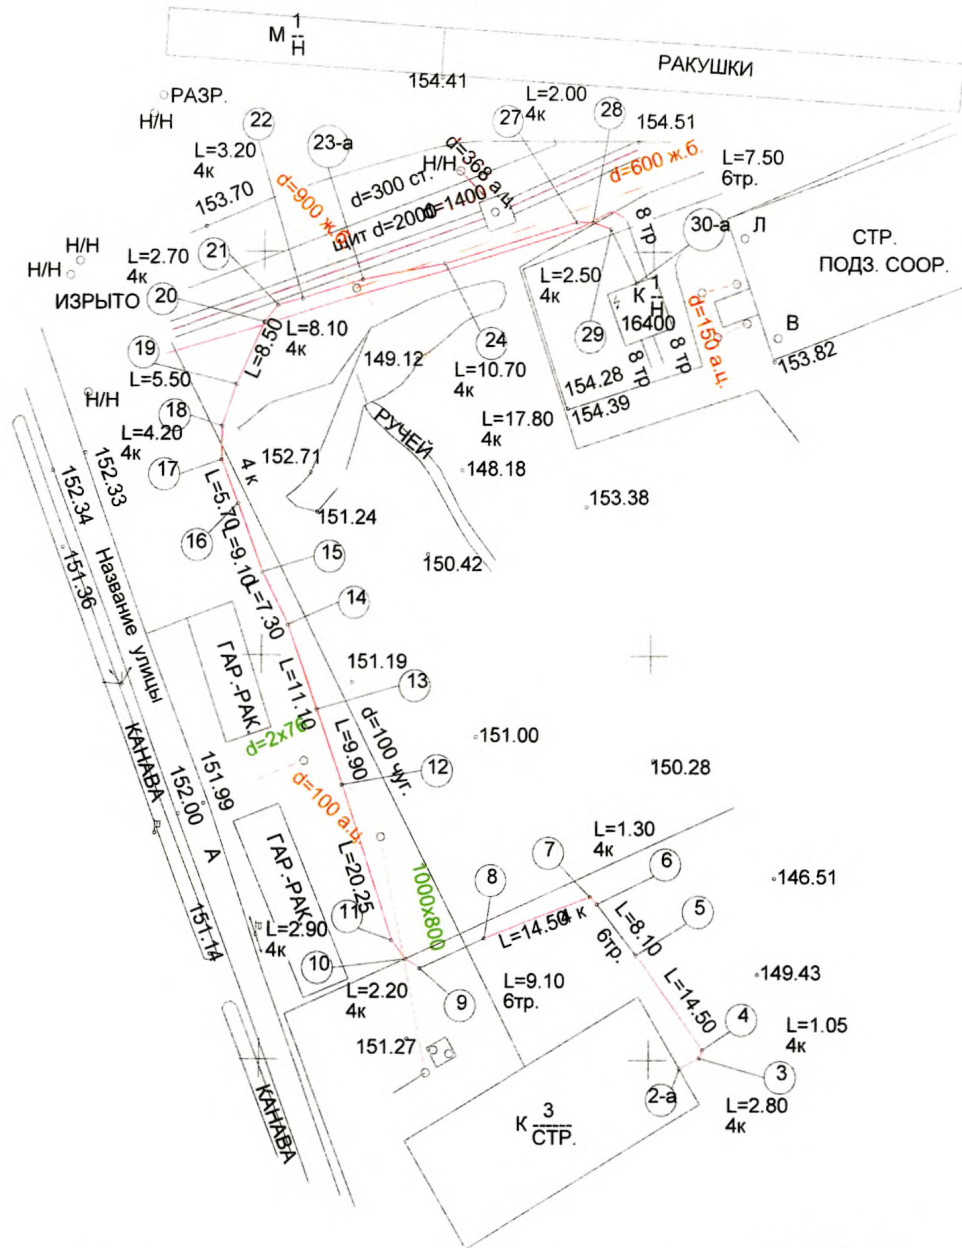 М 1
Н
РАКУШКИ
154.41
РАЗР.
Н/Н
22
L=2.00
4к
27
28
154.51
23-а
L=3.20
4к
Н/Н
d=368 а.ц.
d=600 ж.б.
L=7.50
6тр.
153.70
d=900 ж.б.
d=300 ст.
d=1400
щит d=2000
8 тр
30-а
Л
СТР.
ПОДЗ. СООР.
Н/Н
Н/Н
L=2.70
4к
21
ИЗРЫТО
20
L=2.50
4к
К 1
Н
16400
29
d=150 а.ц.
В
L=8.10
4к
L=8.50
19
149.12
24
8 тр
8 тр
153.82
L=5.50
Н/Н
L=10.70
4к
154.28
154.39
18
L=4.20
4к
РУЧЕЙ
L=17.80
4к
17
4 к
152.71
148.18
152.34
152.33
L=5.70
151.24
153.38
16
L=9.10
15
150.42
151.36
Название улицы
L=7.30
14
ГАР.-РАК.
151.19
L=11.10
13
КАНАВА
d=2x76
L=9.90
d=100 чуг.
151.00
12
150.28
152.00
151.99
d=100 а.ц.
А
ГАР.-РАК.
L=20.25
1000x800
7
L=1.30
4к
6
8
146.51
5
151.14
L=2.90
4к
11
L=14.50
4 к
6тр.
L=8.10
10
L=2.20
4к
9
L=9.10
6тр.
L=14.50
149.43
4
L=1.05
4к
151.27
3
2-а
КАНАВА
L=2.80
4к
К 3
СТР.